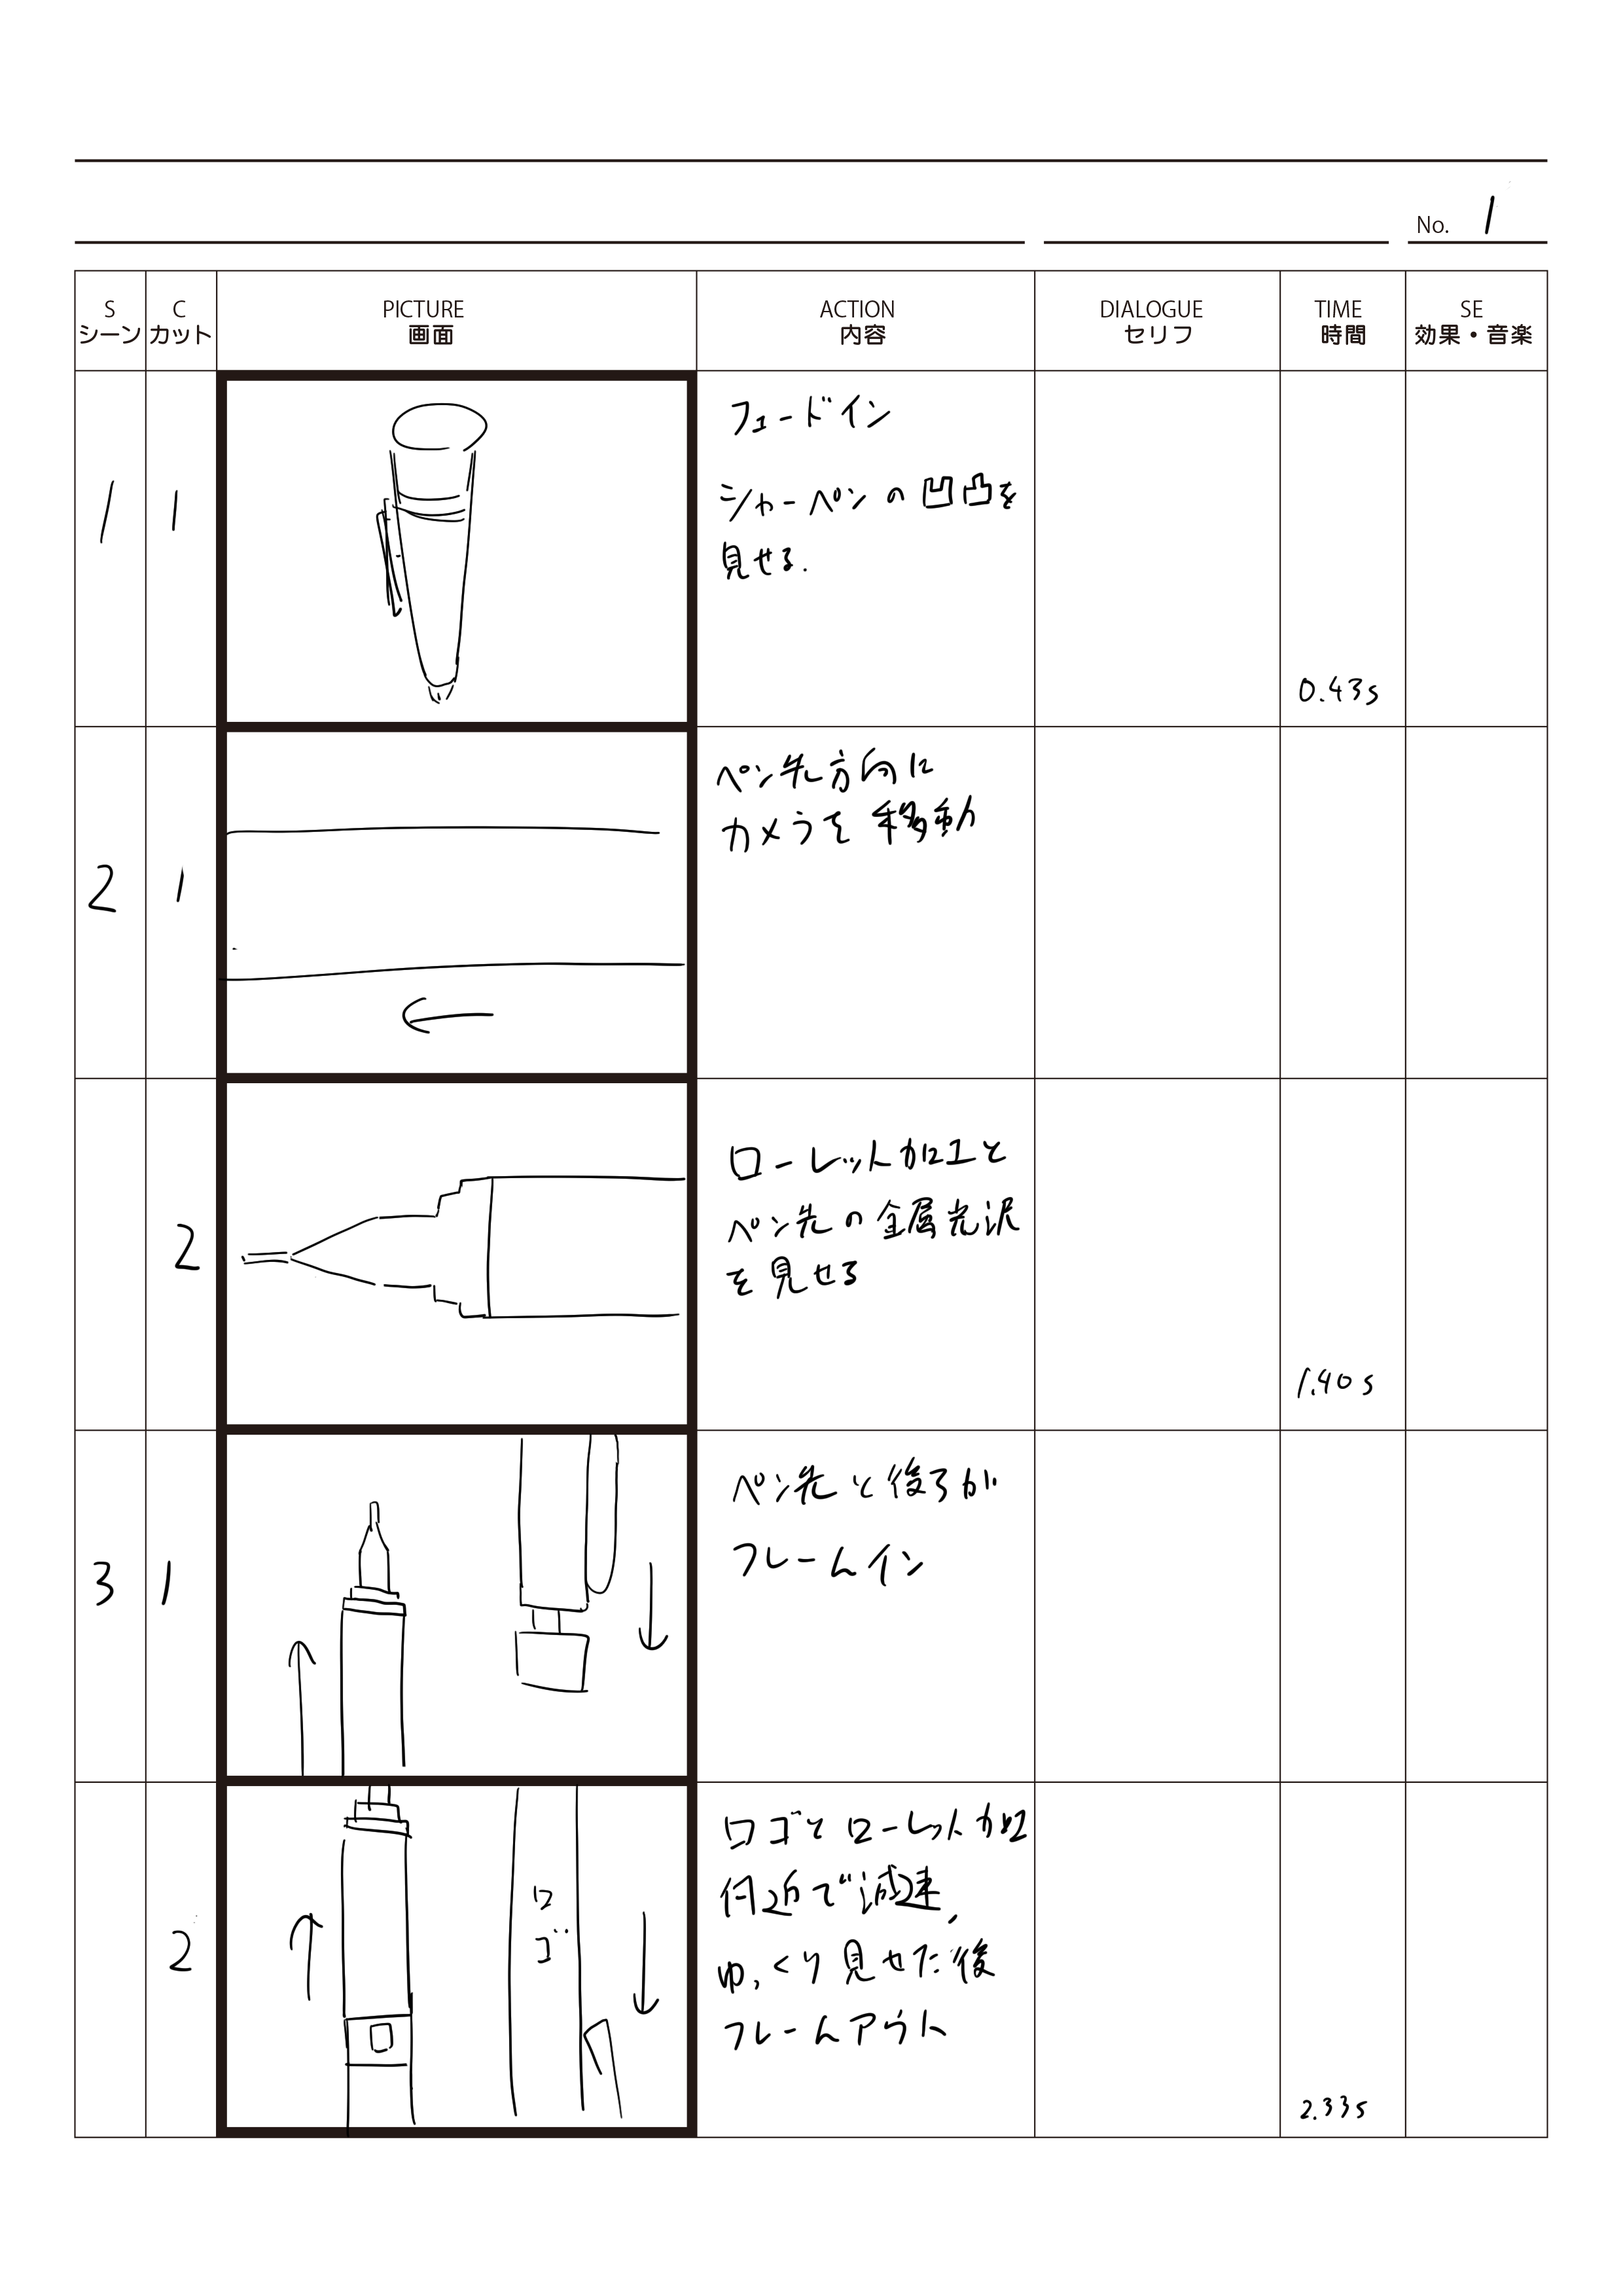 No. 1
S
シーン
C
カット
PICTURE
画面
ACTION
内容
DIALOGUE
セリフ
TIME
時間
SE
効果・音楽
1
1
フェードイン
シャーペンの凹凸を
見せる.
0.43s
2
1
ペン先方向に
カメラを移動
2
ローレット加工と
ペン先の金属光沢
を見せる
1.40s
3
1
ペン先と後ろが
フレームイン
2
ロ
ゴ
ロゴとローレット加工
付近で減速,
ゆっくり見せた後
フレームアウト
2.33s